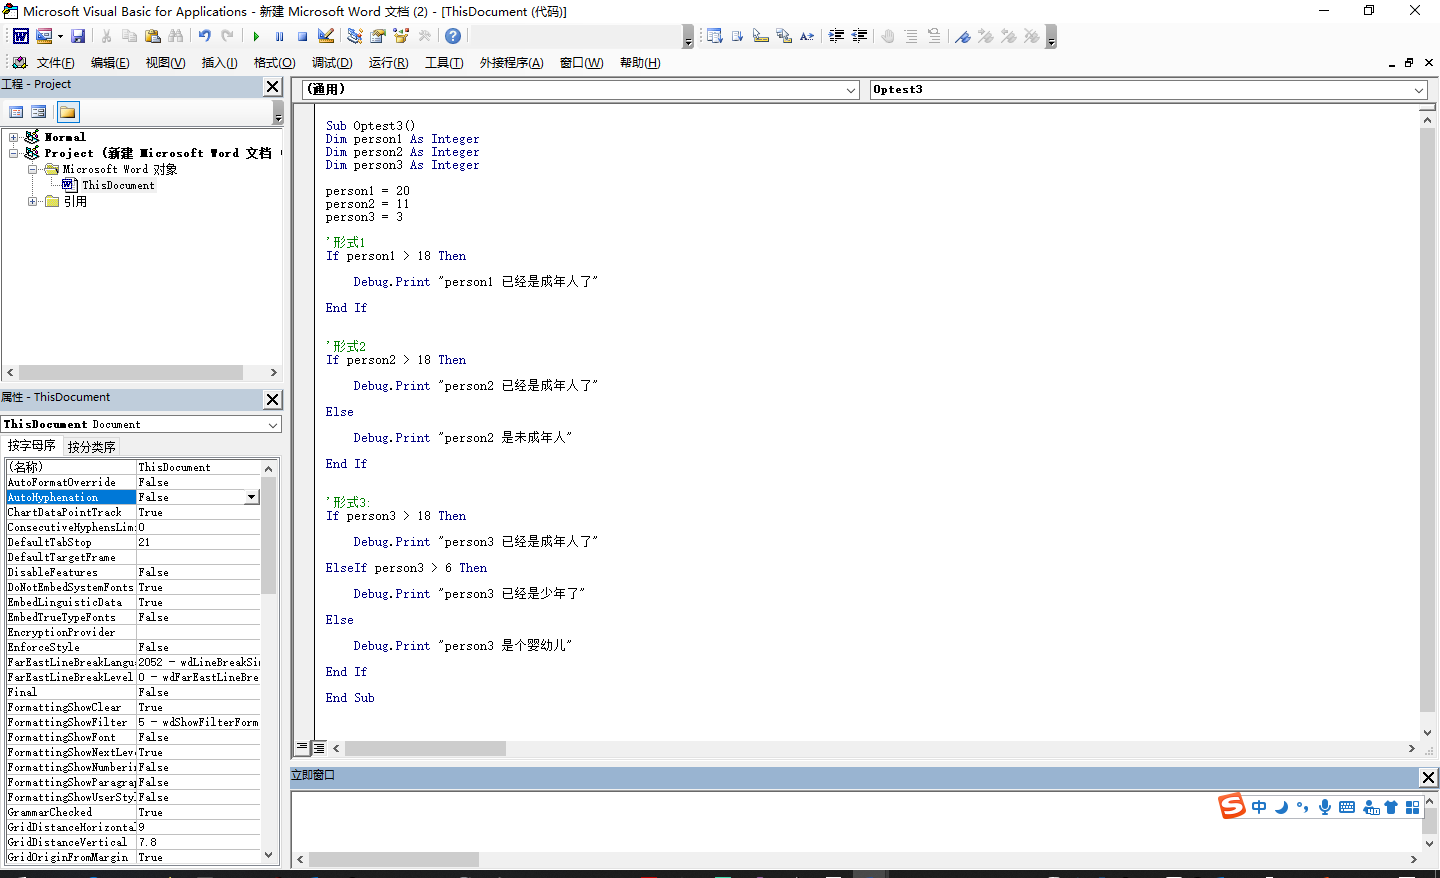 Microsoft Visual Basic for Applications - 新建 Microsoft Word 文档 (2) - [ThisDocument (代码)]
文件(F) 编辑(E) 视图(V) 插入(I) 格式(O) 调试(D) 运行(R) 工具(T) 外接程序(A) 窗口(W) 帮助(H)
工程 - Project
Normal
Project (新建 Microsoft Word 文档
Microsoft Word 对象
ThisDocument
引用
属性 - ThisDocument
ThisDocument Document
按字母序 按分类序
(名称) ThisDocument
AutoFormatOverride False
AutoHyphenation False
ChartDataPointTrack True
ConsecutiveHyphensLim 0
DefaultTabStop 21
DefaultTargetFrame
DisableFeatures False
DoNotEmbedSystemFonts True
EmbedLinguisticData True
EmbedTrueTypeFonts False
EncryptionProvider
EnforceStyle False
FarEastLineBreakLangu 2052 - wdLineBreakSi
FarEastLineBreakLevel 0 - wdFarEastLineBre
Final False
FormattingShowClear True
FormattingShowFilter 5 - wdShowFilterForm
FormattingShowFont False
FormattingShowNextLeve True
FormattingShowNumberin False
FormattingShowParagrap False
FormattingShowUserStyl False
GrammarChecked True
GridDistanceHorizontal 9
GridDistanceVertical 7.8
GridOriginFromMargin True
(通用) Optest3
Sub Optest3()
Dim person1 As Integer
Dim person2 As Integer
Dim person3 As Integer
person1 = 20
person2 = 11
person3 = 3
'形式1
If person1 > 18 Then
Debug.Print "person1 已经是成年人了"
End If
'形式2
If person2 > 18 Then
Debug.Print "person2 已经是成年人了"
Else
Debug.Print "person2 是未成年人"
End If
'形式3:
If person3 > 18 Then
Debug.Print "person3 已经是成年人了"
ElseIf person3 > 6 Then
Debug.Print "person3 已经是少年了"
Else
Debug.Print "person3 是个婴幼儿"
End If
End Sub
立即窗口
中